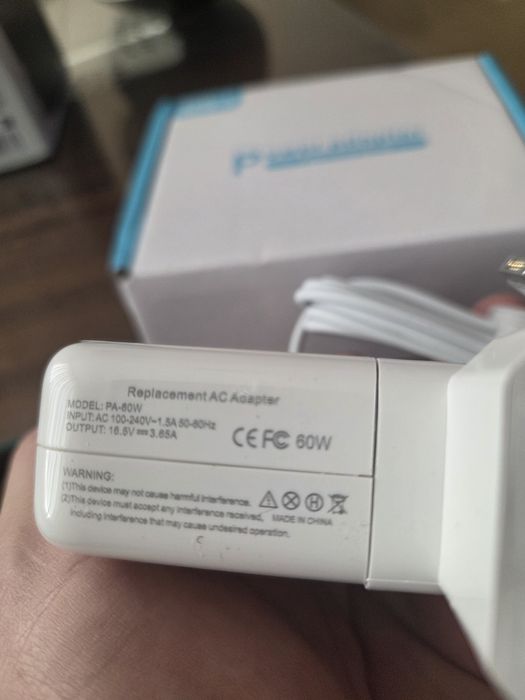 Power adapter
Replacement AC Adapter
MODEL: PA-60W
INPUT: AC 100-240V~1.5A 50-60Hz
OUTPUT: 16.5V⎓3.65A
CE FC 60W
WARNING:
(1)This device may not cause harmful interference.
(2)This device must accept any interference received,
including interference that may cause undesired operation.
MADE IN CHINA